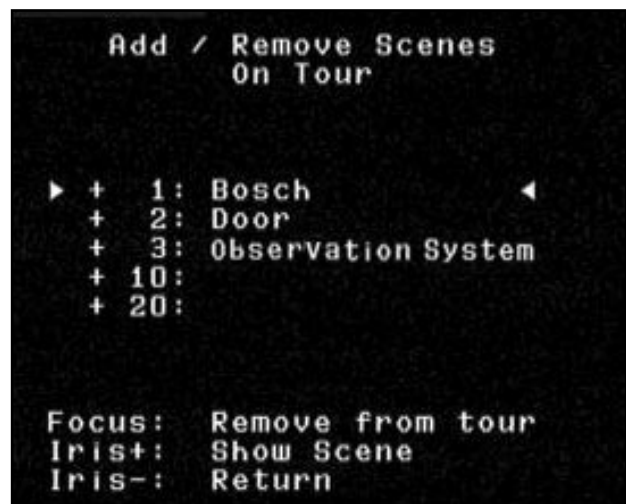 Add / Remove Scenes
On Tour
+ 1: Bosch
+ 2: Door
+ 3: Observation System
+ 10:
+ 20:
Focus: Remove from tour
Iris+: Show Scene
Iris-: Return